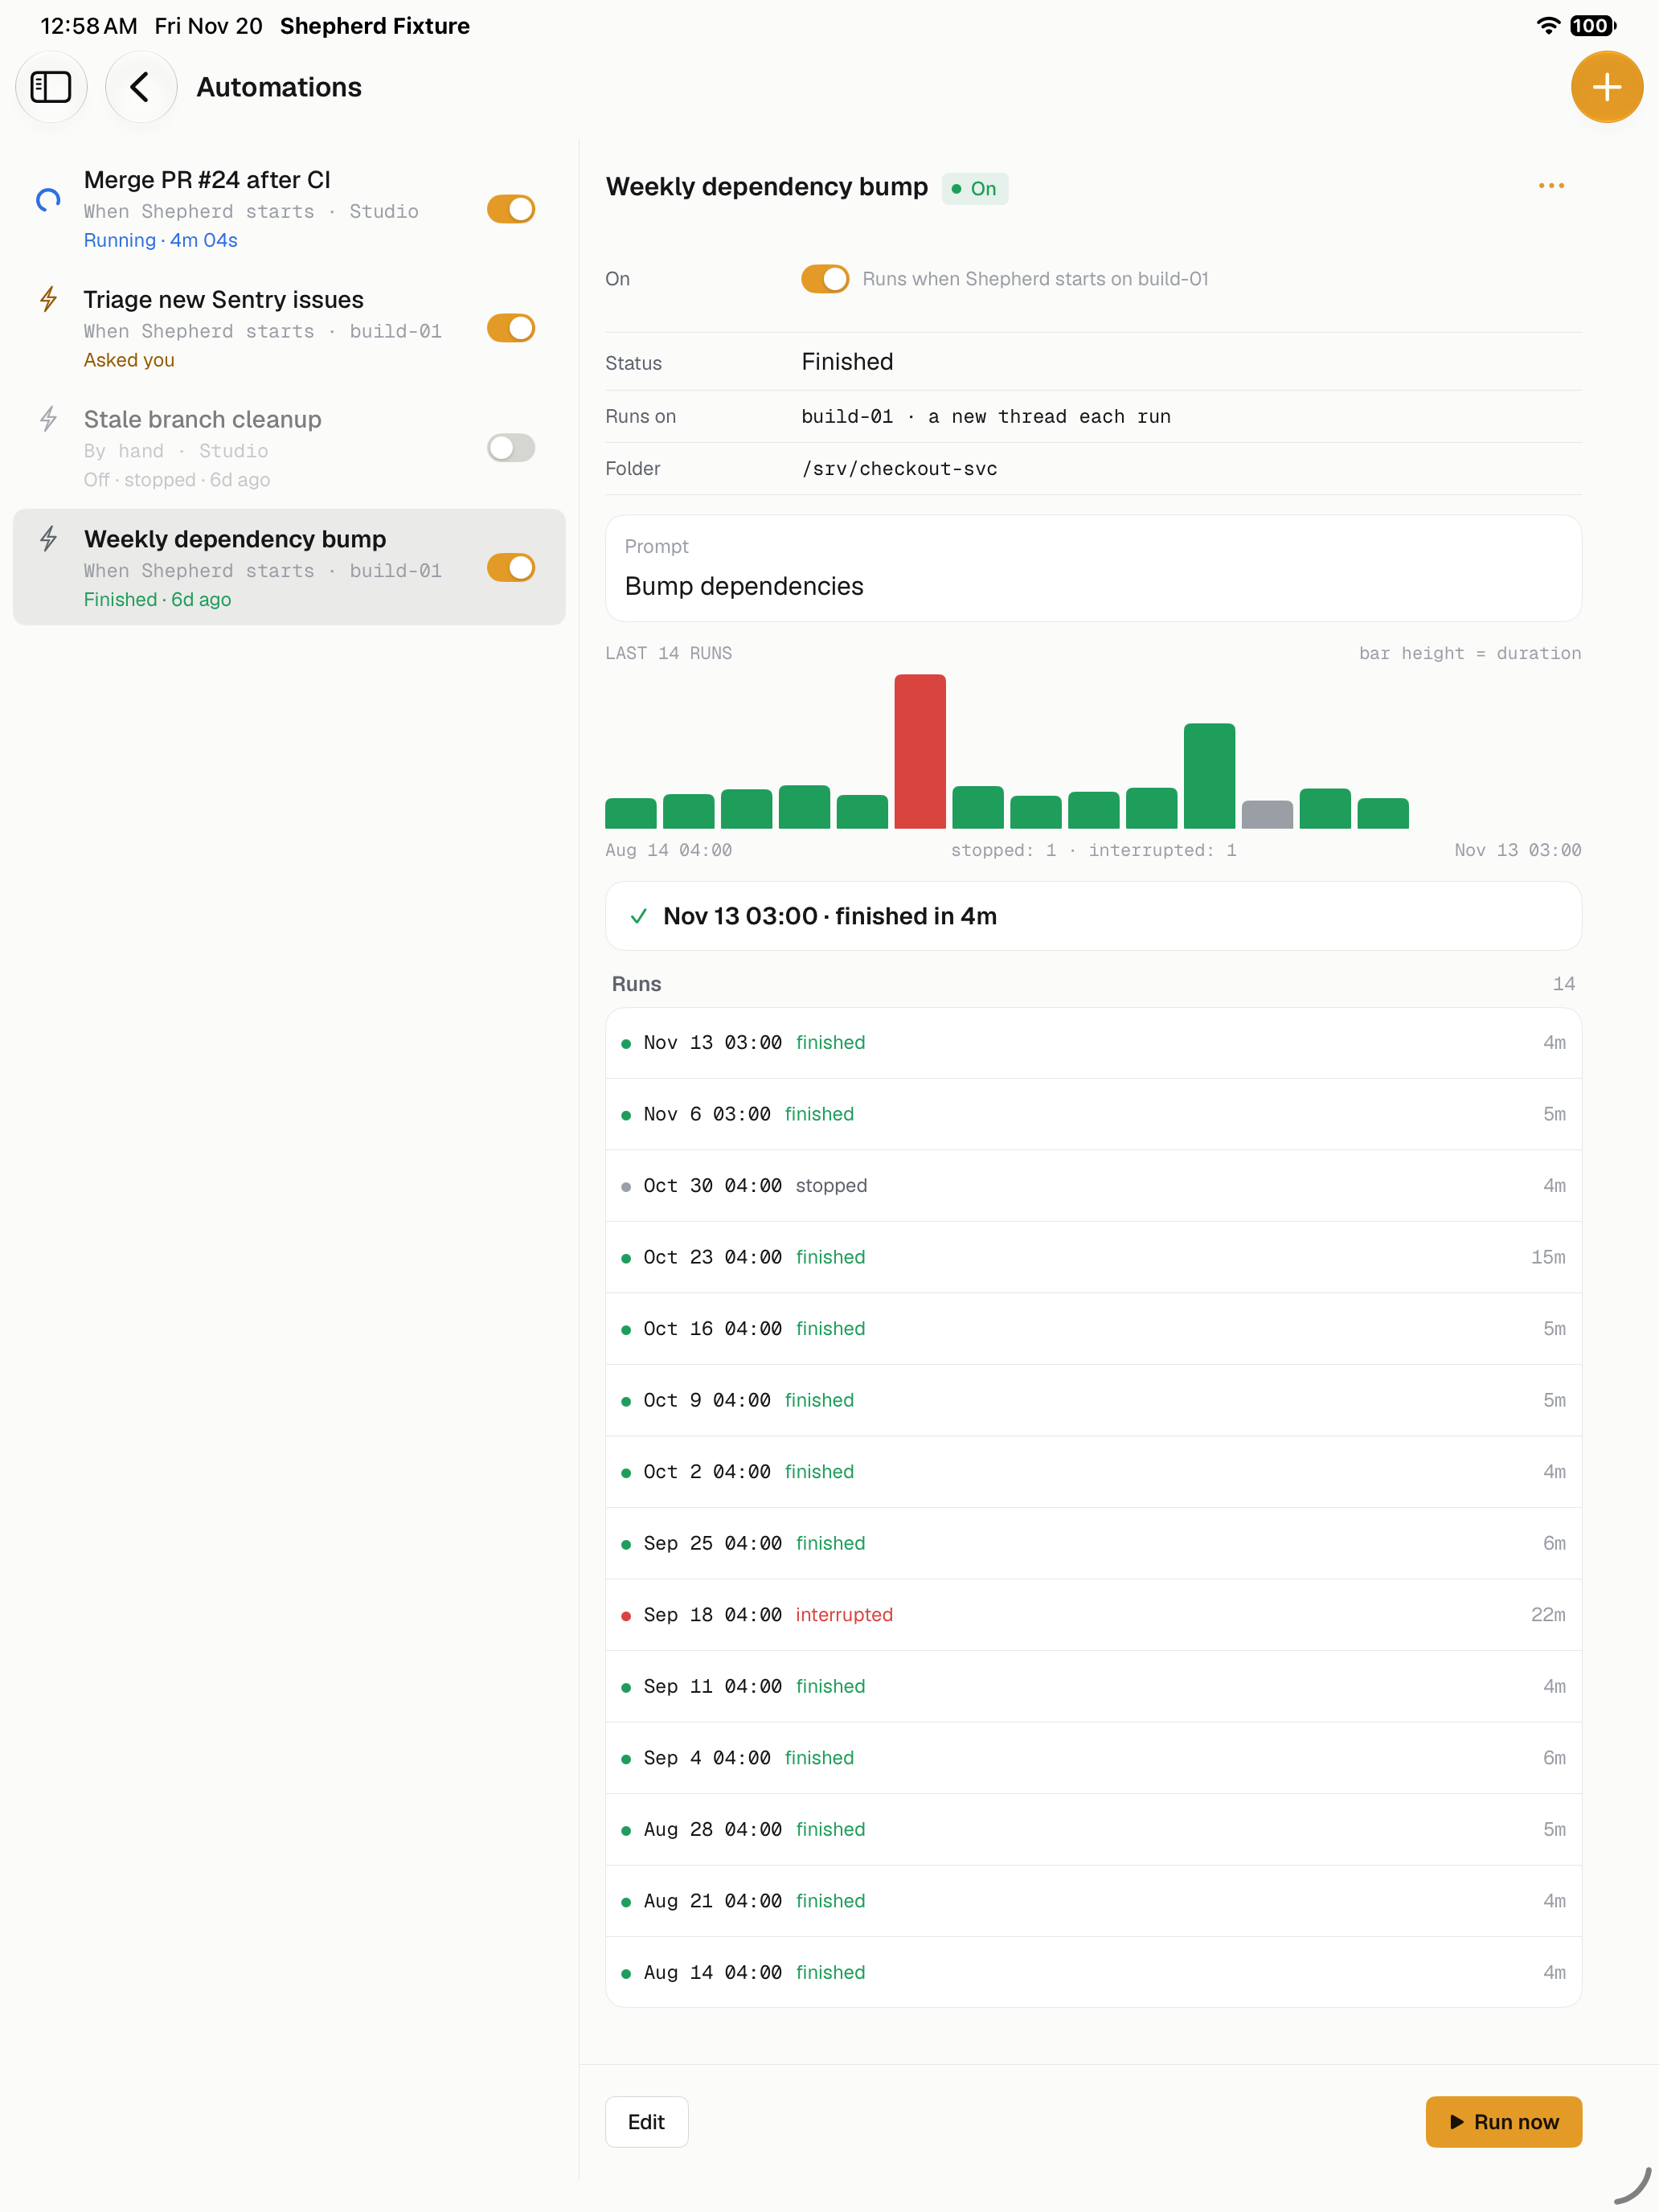 12:58 AM Fri Nov 20 Shepherd Fixture
100
Automations
Merge PR #24 after CI
When Shepherd starts · Studio
Running · 4m 04s
Triage new Sentry issues
When Shepherd starts · build-01
Asked you
Stale branch cleanup
By hand · Studio
Off · stopped · 6d ago
Weekly dependency bump
When Shepherd starts · build-01
Finished · 6d ago
Weekly dependency bump On
On Runs when Shepherd starts on build-01
Status Finished
Runs on build-01 · a new thread each run
Folder /srv/checkout-svc
Prompt
Bump dependencies
LAST 14 RUNS bar height = duration
Aug 14 04:00 stopped: 1 · interrupted: 1 Nov 13 03:00
Nov 13 03:00 · finished in 4m
Runs 14
Nov 13 03:00 finished 4m
Nov 6 03:00 finished 5m
Oct 30 04:00 stopped 4m
Oct 23 04:00 finished 15m
Oct 16 04:00 finished 5m
Oct 9 04:00 finished 5m
Oct 2 04:00 finished 4m
Sep 25 04:00 finished 6m
Sep 18 04:00 interrupted 22m
Sep 11 04:00 finished 4m
Sep 4 04:00 finished 6m
Aug 28 04:00 finished 5m
Aug 21 04:00 finished 4m
Aug 14 04:00 finished 4m
Edit Run now